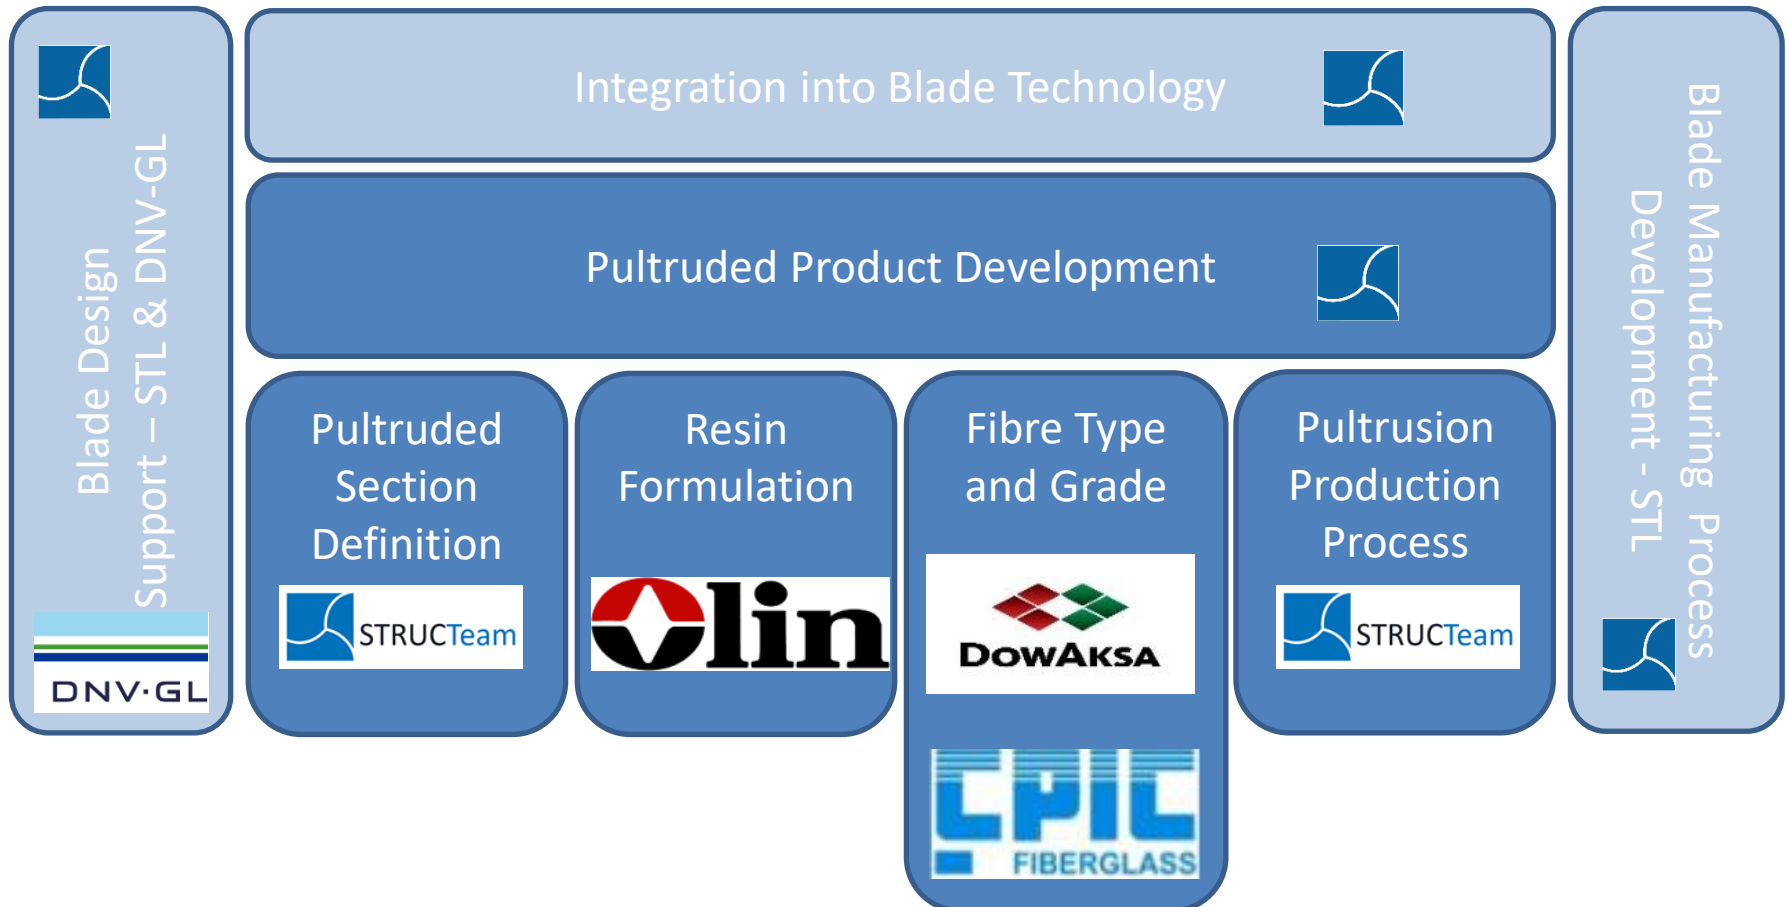 Blade Design
Support – STL & DNV-GL
DNV·GL
Integration into Blade Technology
Pultruded Product Development
Pultruded
Section
Definition
STRUCTeam
Resin
Formulation
Olin
Fibre Type
and Grade
DOWAKSA
CPIC
FIBERGLASS
Pultrusion
Production
Process
STRUCTeam
Blade Manufacturing Process
Development - STL